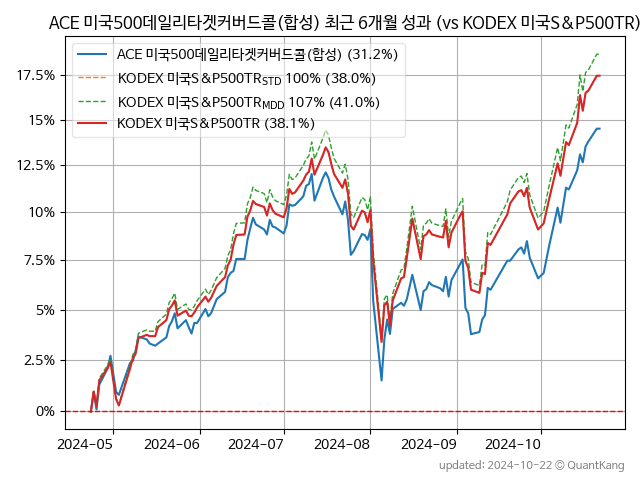 ACE 미국500데일리타겟커버드콜(합성) 최근 6개월 성과 (vs KODEX 미국S&P500TR)
ACE 미국500데일리타겟커버드콜(합성) (31.2%)
KODEX 미국S&P500TR_STD 100% (38.0%)
KODEX 미국S&P500TR_MDD 107% (41.0%)
KODEX 미국S&P500TR (38.1%)
17.5%
15%
12.5%
10%
7.5%
5%
2.5%
0%
2024-05 2024-06 2024-07 2024-08 2024-09 2024-10
updated: 2024-10-22 © QuantKang